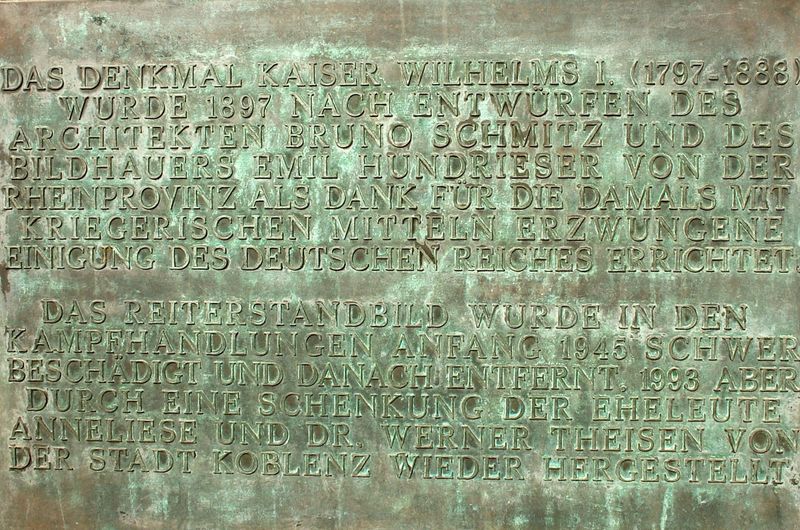 DAS DENKMAL KAISER WILHELMS I. (1797-1888)
WURDE 1897 NACH ENTWÜRFEN DES
ARCHITEKTEN BRUNO SCHMITZ UND DES
BILDHAUERS EMIL HUNDRIESER VON DER
RHEINPROVINZ ALS DANK FÜR DIE DAMALS MIT
KRIEGERISCHEN MITTELN ERZWUNGENE
EINIGUNG DES DEUTSCHEN REICHES ERRICHTET.
DAS REITERSTANDBILD WURDE IN DEN
KAMPFHANDLUNGEN ANFANG 1945 SCHWER
BESCHÄDIGT UND DANACH ENTFERNT, 1993 ABER
DURCH EINE SCHENKUNG DER EHELEUTE
ANNELIESE UND DR. WERNER THEISEN VON
DER STADT KOBLENZ WIEDER HERGESTELLT